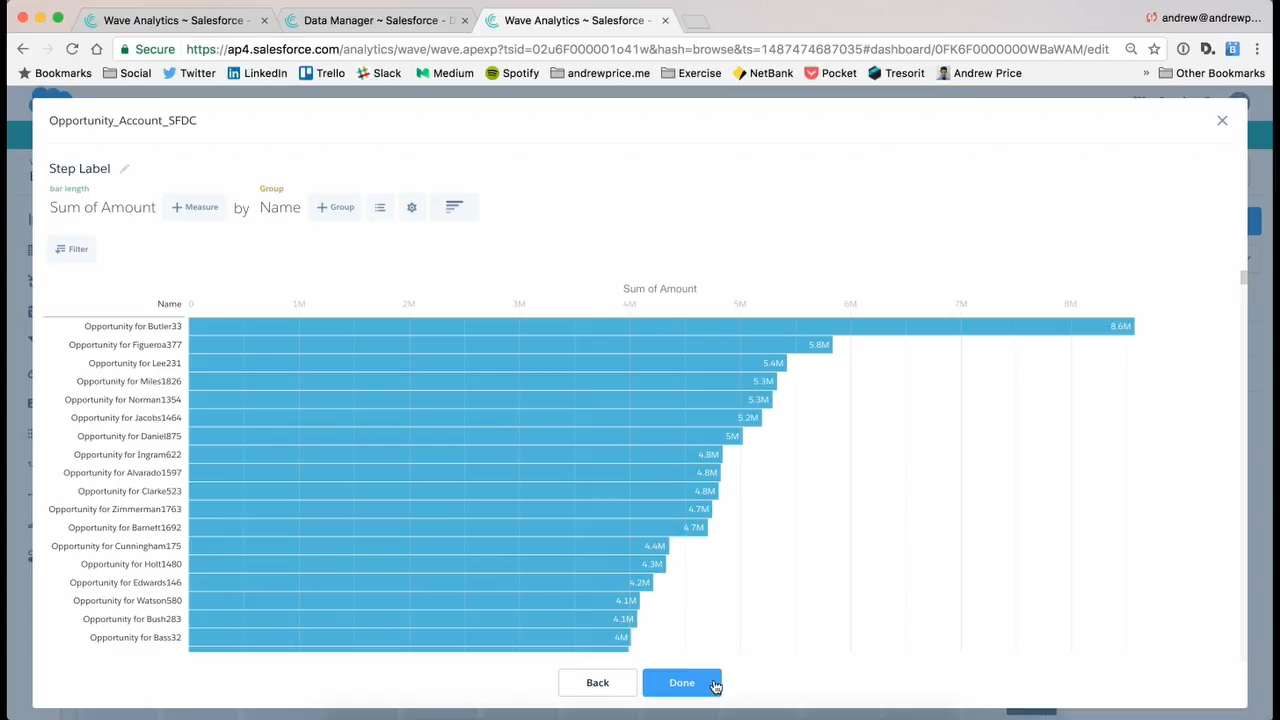 Wave Analytics ~ Salesforce - × Data Manager ~ Salesforce - D × Wave Analytics ~ Salesforce - × andrew@andrewp...
Secure https://ap4.salesforce.com/analytics/wave/wave.apexp?tsid=02u6F000001o41w&hash=browse&ts=1487474687035#dashboard/0FK6F0000000WBaWAM/edit
Bookmarks Social Twitter LinkedIn Trello Slack Medium Spotify andrewprice.me Exercise NetBank Pocket Tresorit Andrew Price » Other Bookmarks
Opportunity_Account_SFDC
Step Label
bar length Group
Sum of Amount + Measure by Name + Group
Filter
Sum of Amount
Name 0 1M 2M 3M 4M 5M 6M 7M 8M
Opportunity for Butler33 8.6M
Opportunity for Figueroa377 5.8M
Opportunity for Lee231 5.4M
Opportunity for Miles1826 5.3M
Opportunity for Norman1354 5.3M
Opportunity for Jacobs1464 5.2M
Opportunity for Daniel875 5M
Opportunity for Ingram622 4.8M
Opportunity for Alvarado1597 4.8M
Opportunity for Clarke523 4.8M
Opportunity for Zimmerman1763 4.7M
Opportunity for Barnett1692 4.7M
Opportunity for Cunningham175 4.4M
Opportunity for Holt1480 4.3M
Opportunity for Edwards146 4.2M
Opportunity for Watson580 4.1M
Opportunity for Bush283 4.1M
Opportunity for Bass32 4M
Back Done